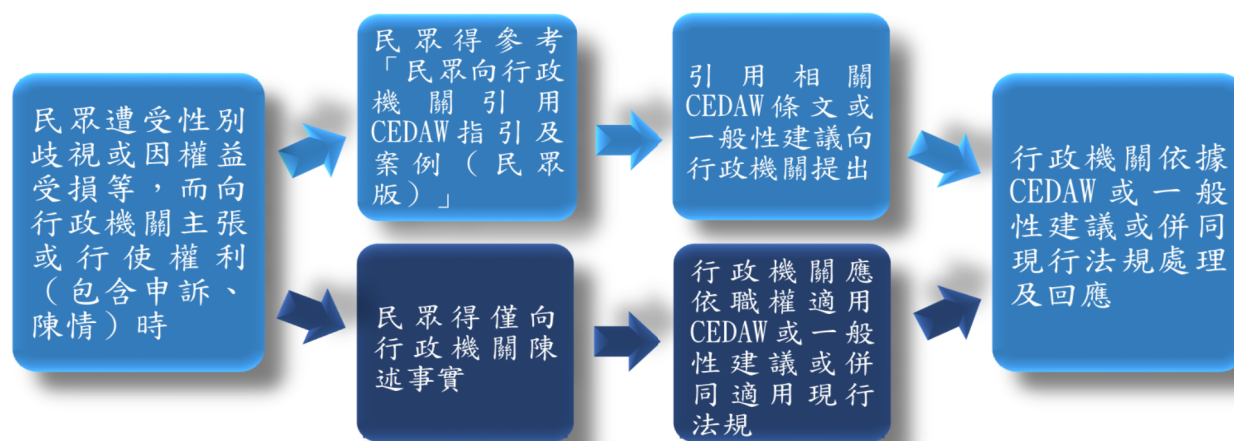 民眾遭受性別
歧視或因權益
受損等，而向
行政機關主張
或行使權利
（包含申訴、
陳情）時
民眾得參考
「民眾向行政
機關引用
CEDAW指引及
案例（民眾
版）」
引用相關
CEDAW條文或
一般性建議向
行政機關提出
民眾得僅向
行政機關陳
述事實
行政機關應
依職權適用
CEDAW或一般
性建議或併
同適用現行
法規
行政機關依據
CEDAW或一般
性建議或併同
現行法規處理
及回應